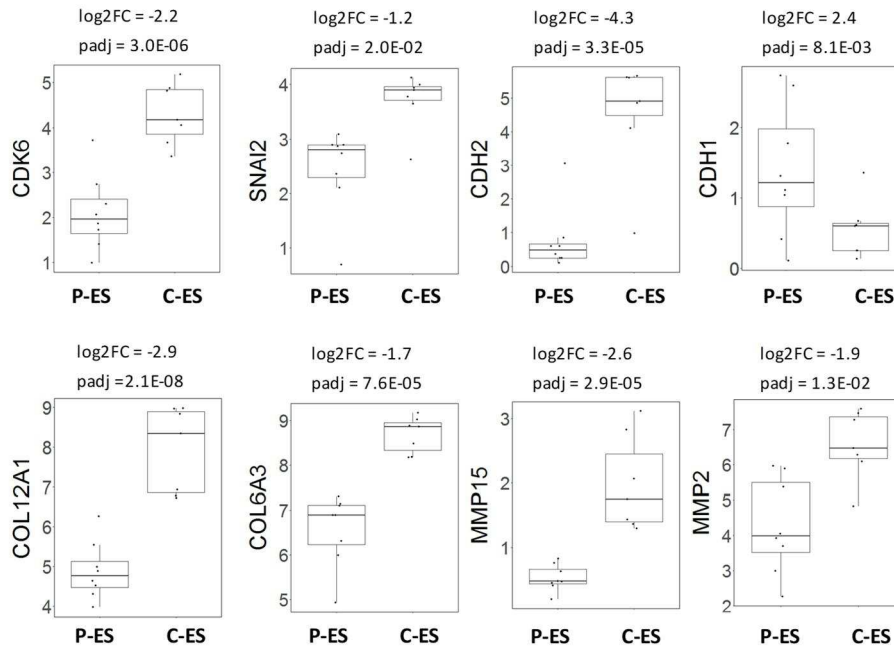 log2FC = -2.2
padj = 3.0E-06
CDK6
5
4
3
2
1
P-ES C-ES
log2FC = -1.2
padj = 2.0E-02
SNAI2
4
3
2
1
P-ES C-ES
log2FC = -4.3
padj = 3.3E-05
CDH2
5
4
3
2
1
0
P-ES C-ES
log2FC = 2.4
padj = 8.1E-03
CDH1
2
1
0
P-ES C-ES
log2FC = -2.9
padj =2.1E-08
COL12A1
9
8
7
6
5
4
P-ES C-ES
log2FC = -1.7
padj = 7.6E-05
COL6A3
9
8
7
6
5
P-ES C-ES
log2FC = -2.6
padj = 2.9E-05
MMP15
3
2
1
P-ES C-ES
log2FC = -1.9
padj = 1.3E-02
MMP2
7
6
5
4
3
2
P-ES C-ES